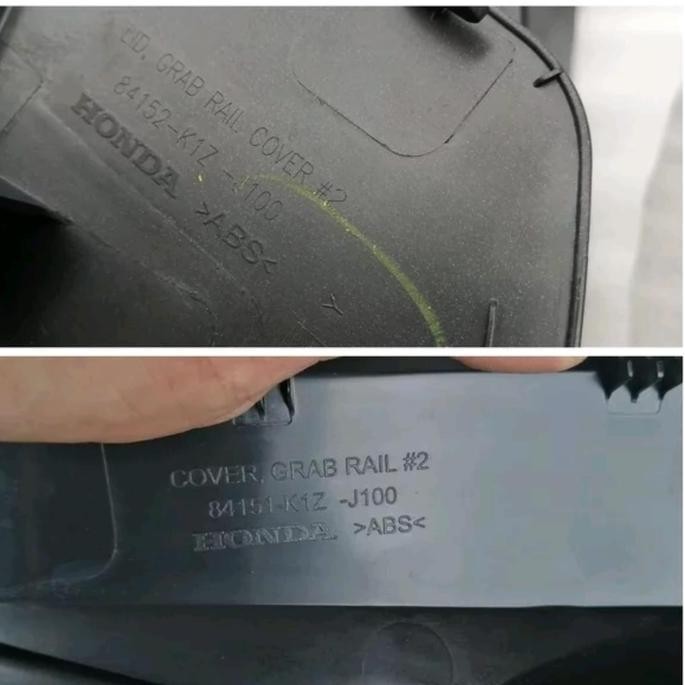 LID, GRAB RAIL COVER #2
84152-K1Z -J100
HONDA >ABS<
Y
COVER, GRAB RAIL #2
84151-K1Z -J100
HONDA >ABS<